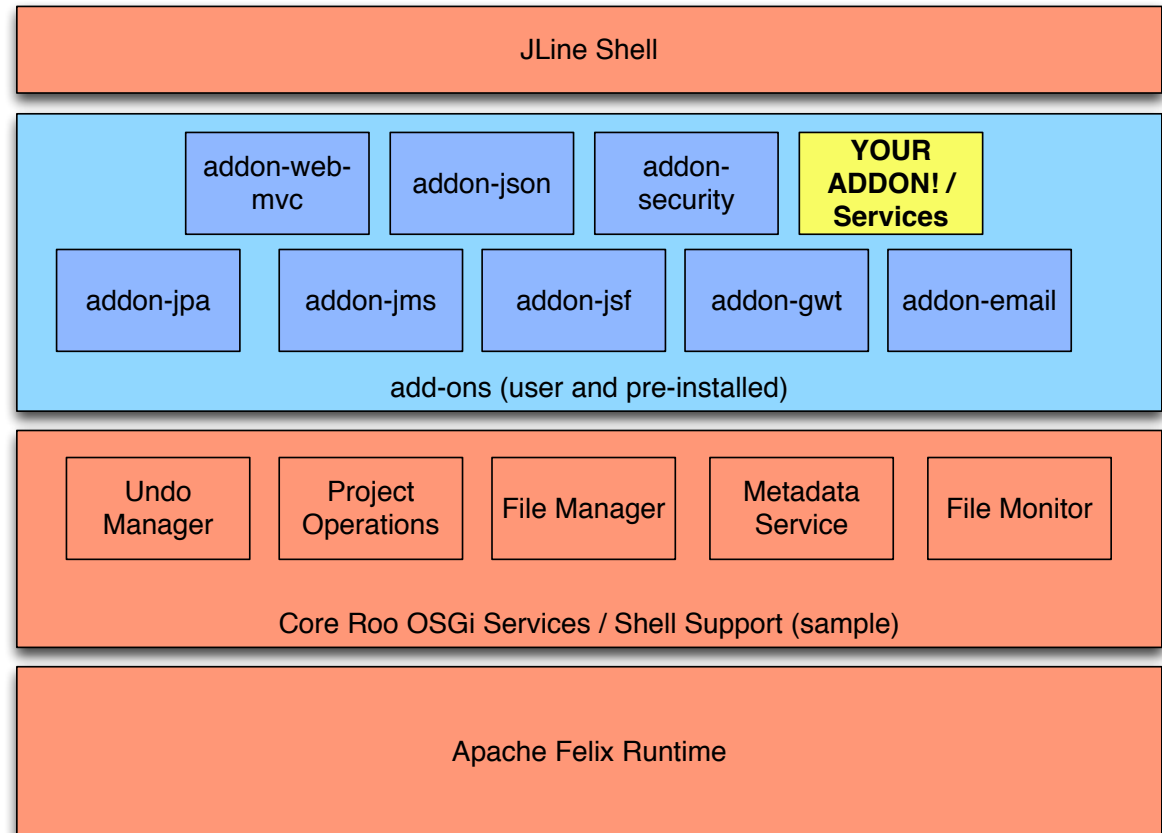 JLine Shell
addon-web-
mvc
addon-json
addon-
security
YOUR
ADDON! /
Services
addon-jpa
addon-jms
addon-jsf
addon-gwt
addon-email
add-ons (user and pre-installed)
Undo
Manager
Project
Operations
File Manager
Metadata
Service
File Monitor
Core Roo OSGi Services / Shell Support (sample)
Apache Felix Runtime